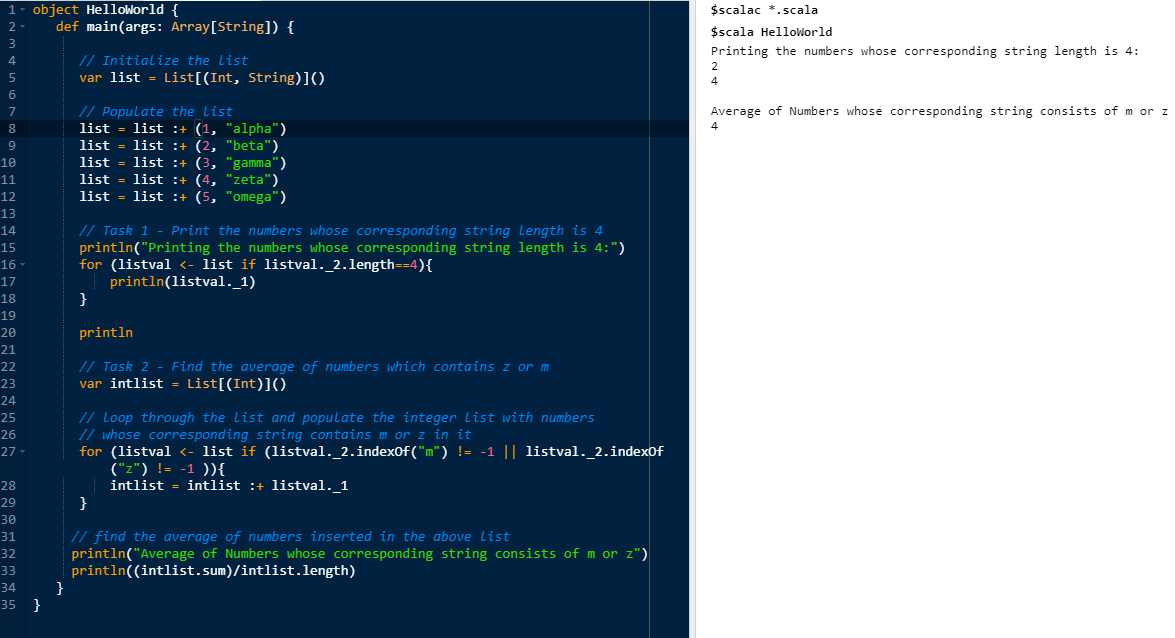 1 object HelloWorld {
2 def main(args: Array[String]) {
3
4 // Initialize the list
5 var list = List[(Int, String)]()
6
7 // Populate the list
8 list = list :+ (1, "alpha")
9 list = list :+ (2, "beta")
10 list = list :+ (3, "gamma")
11 list = list :+ (4, "zeta")
12 list = list :+ (5, "omega")
13
14 // Task 1 - Print the numbers whose corresponding string length is 4
15 println("Printing the numbers whose corresponding string length is 4:")
16 for (listval <- list if listval._2.length==4){
17 println(listval._1)
18 }
19
20 println
21
22 // Task 2 - Find the average of numbers which contains z or m
23 var intlist = List[(Int)]()
24
25 // Loop through the list and populate the integer list with numbers
26 // whose corresponding string contains m or z in it
27 for (listval <- list if (listval._2.indexOf("m") != -1 || listval._2.indexOf
("z") != -1 )){
28 intlist = intlist :+ listval._1
29 }
30
31 // find the average of numbers inserted in the above list
32 println("Average of Numbers whose corresponding string consists of m or z")
33 println((intlist.sum)/intlist.length)
34 }
35 }
$scalac *.scala
$scala HelloWorld
Printing the numbers whose corresponding string length is 4:
2
4
Average of Numbers whose corresponding string consists of m or z
4